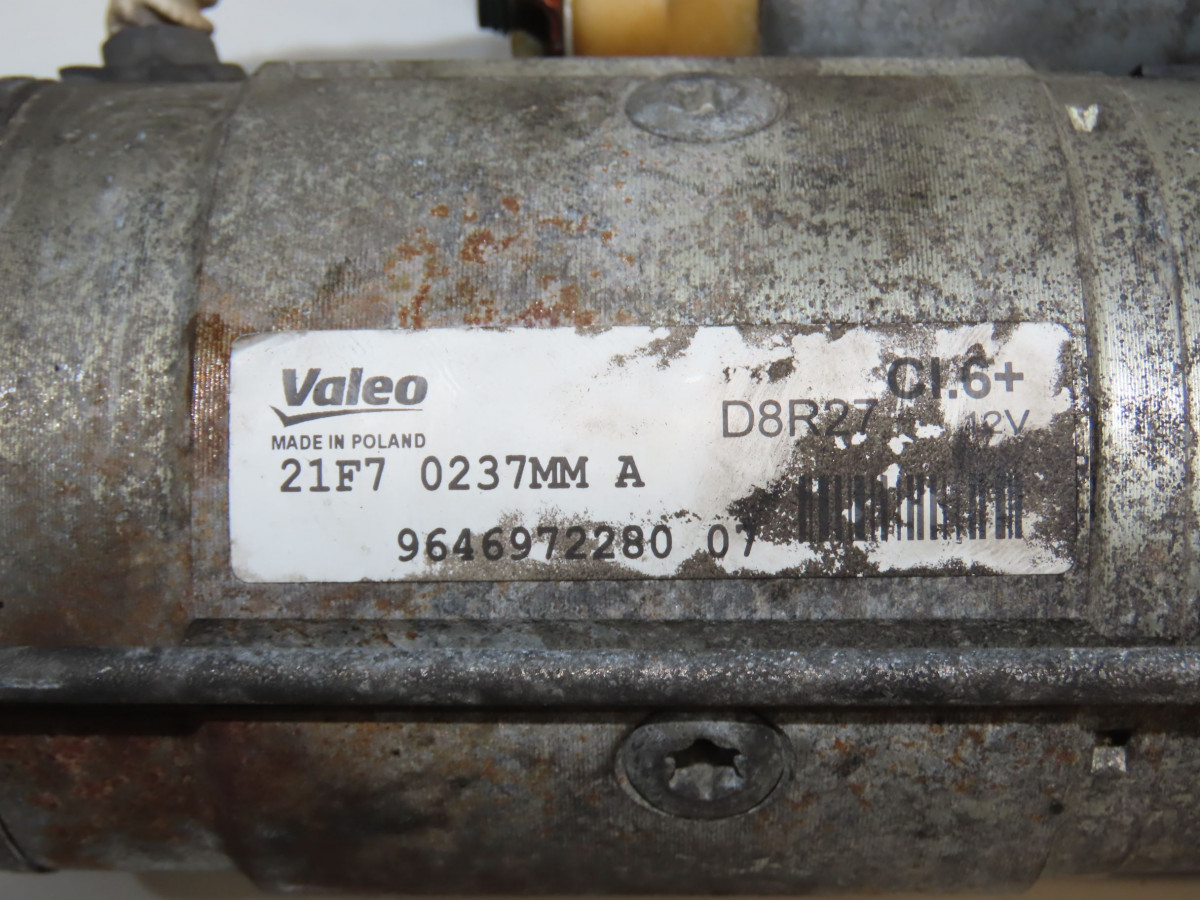 Valeo
MADE IN POLAND
Cl.6+
D8R27 12V
21F7 0237MM A
9646972280 07